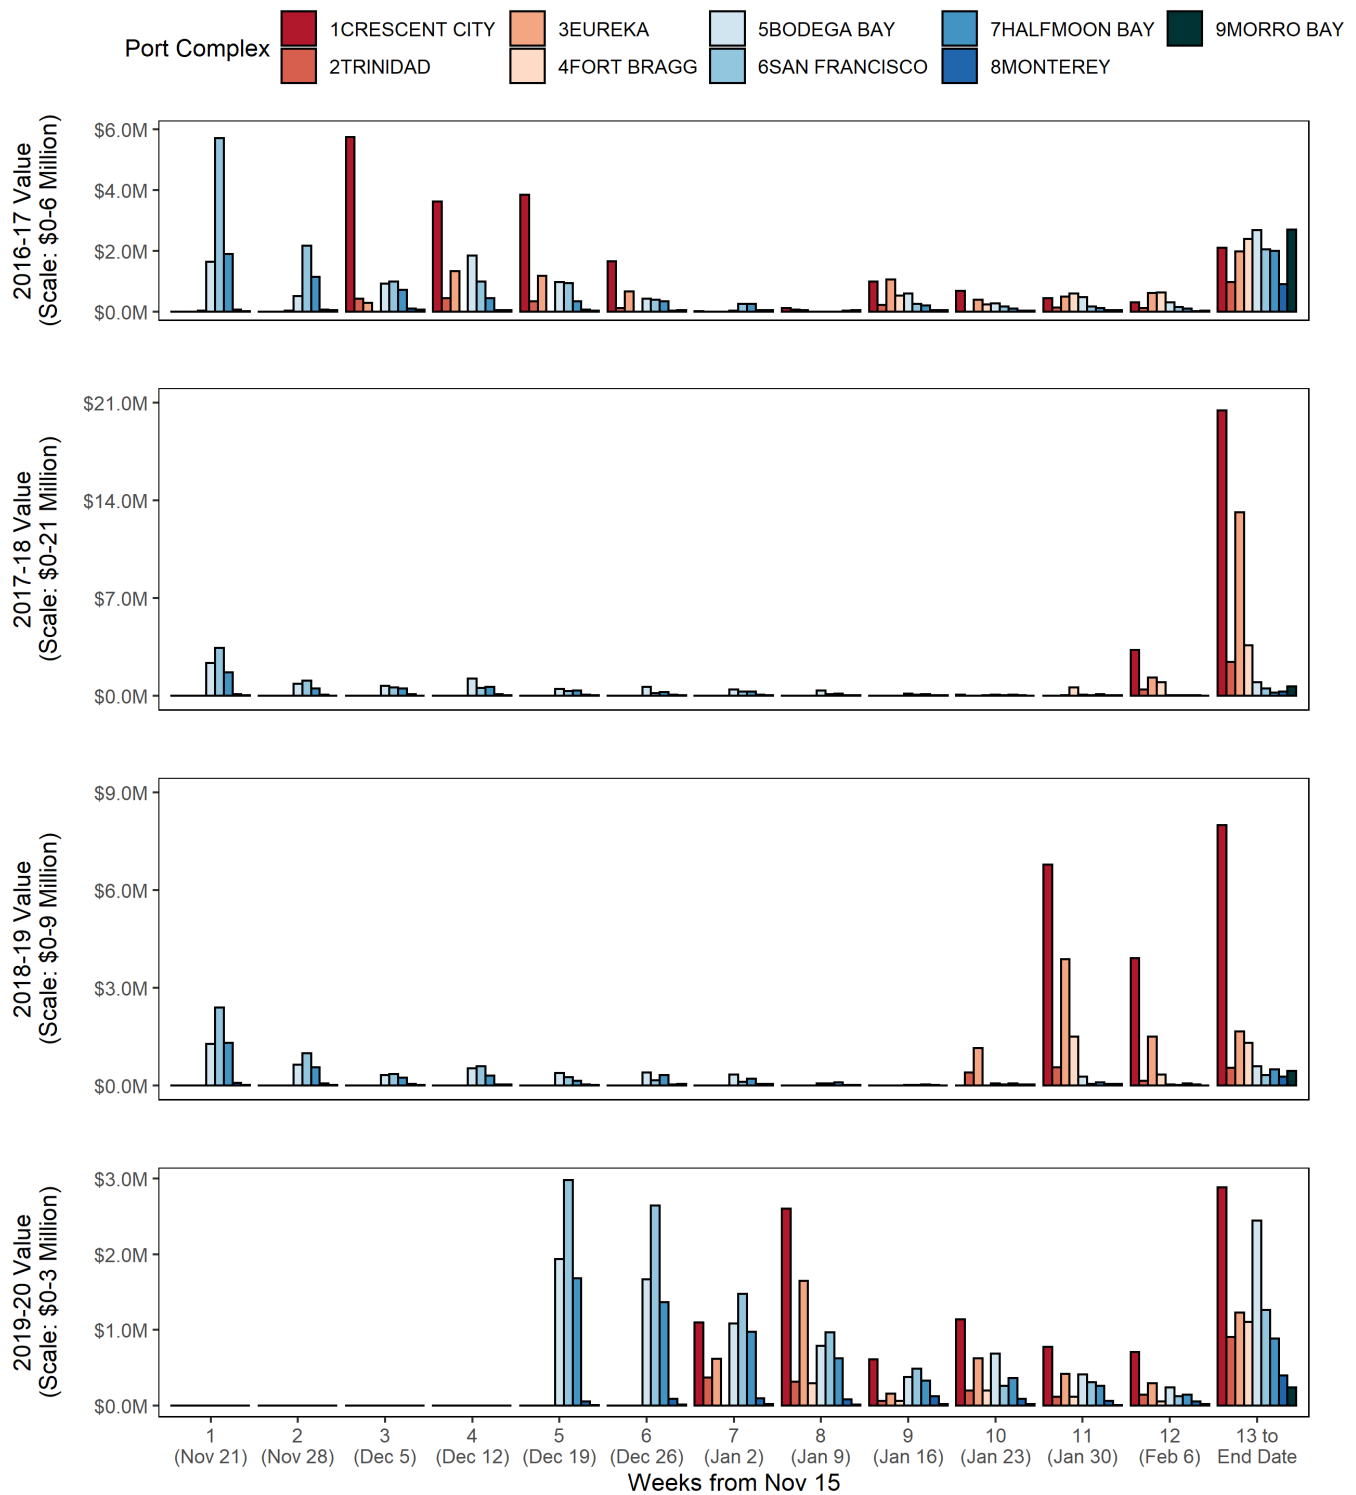 Port Complex
1CRESCENT CITY
3EUREKA
5BODEGA BAY
7HALFMOON BAY
9MORRO BAY
2TRINIDAD
4FORT BRAGG
6SAN FRANCISCO
8MONTEREY
2016-17 Value
(Scale: $0-6 Million)
$6.0M
$4.0M
$2.0M
$0.0M
2017-18 Value
(Scale: $0-21 Million)
$21.0M
$14.0M
$7.0M
$0.0M
2018-19 Value
(Scale: $0-9 Million)
$9.0M
$6.0M
$3.0M
$0.0M
2019-20 Value
(Scale: $0-3 Million)
$3.0M
$2.0M
$1.0M
$0.0M
1
(Nov 21)
2
(Nov 28)
3
(Dec 5)
4
(Dec 12)
5
(Dec 19)
6
(Dec 26)
7
(Jan 2)
8
(Jan 9)
9
(Jan 16)
10
(Jan 23)
11
(Jan 30)
12
(Feb 6)
13 to
End Date
Weeks from Nov 15